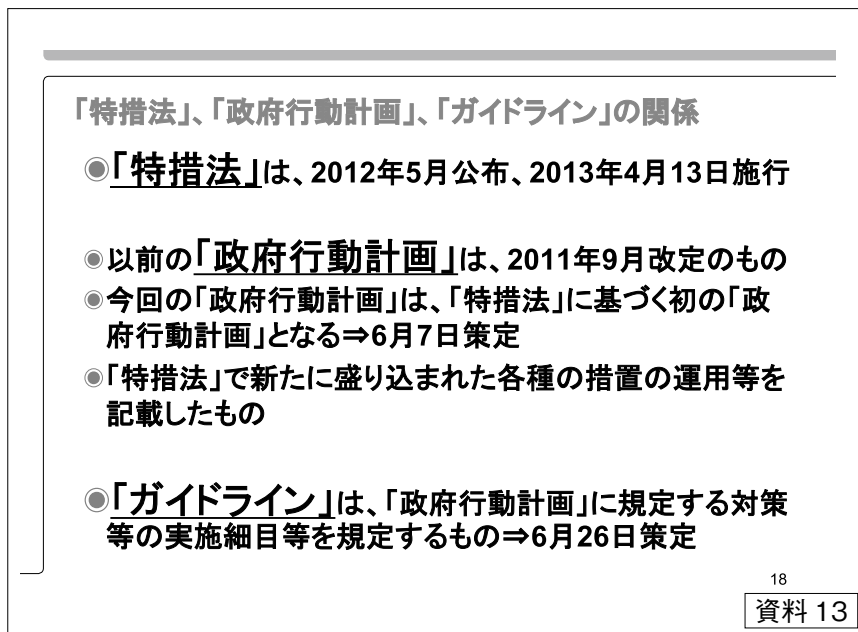 「特措法」、「政府行動計画」、「ガイドライン」の関係
◉「特措法」は、2012年5月公布、2013年4月13日施行
◉以前の「政府行動計画」は、2011年9月改定のもの
◉今回の「政府行動計画」は、「特措法」に基づく初の「政
府行動計画」となる⇒6月7日策定
◉「特措法」で新たに盛り込まれた各種の措置の運用等を
記載したもの
◉「ガイドライン」は、「政府行動計画」に規定する対策
等の実施細目等を規定するもの⇒6月26日策定
18
資料 13